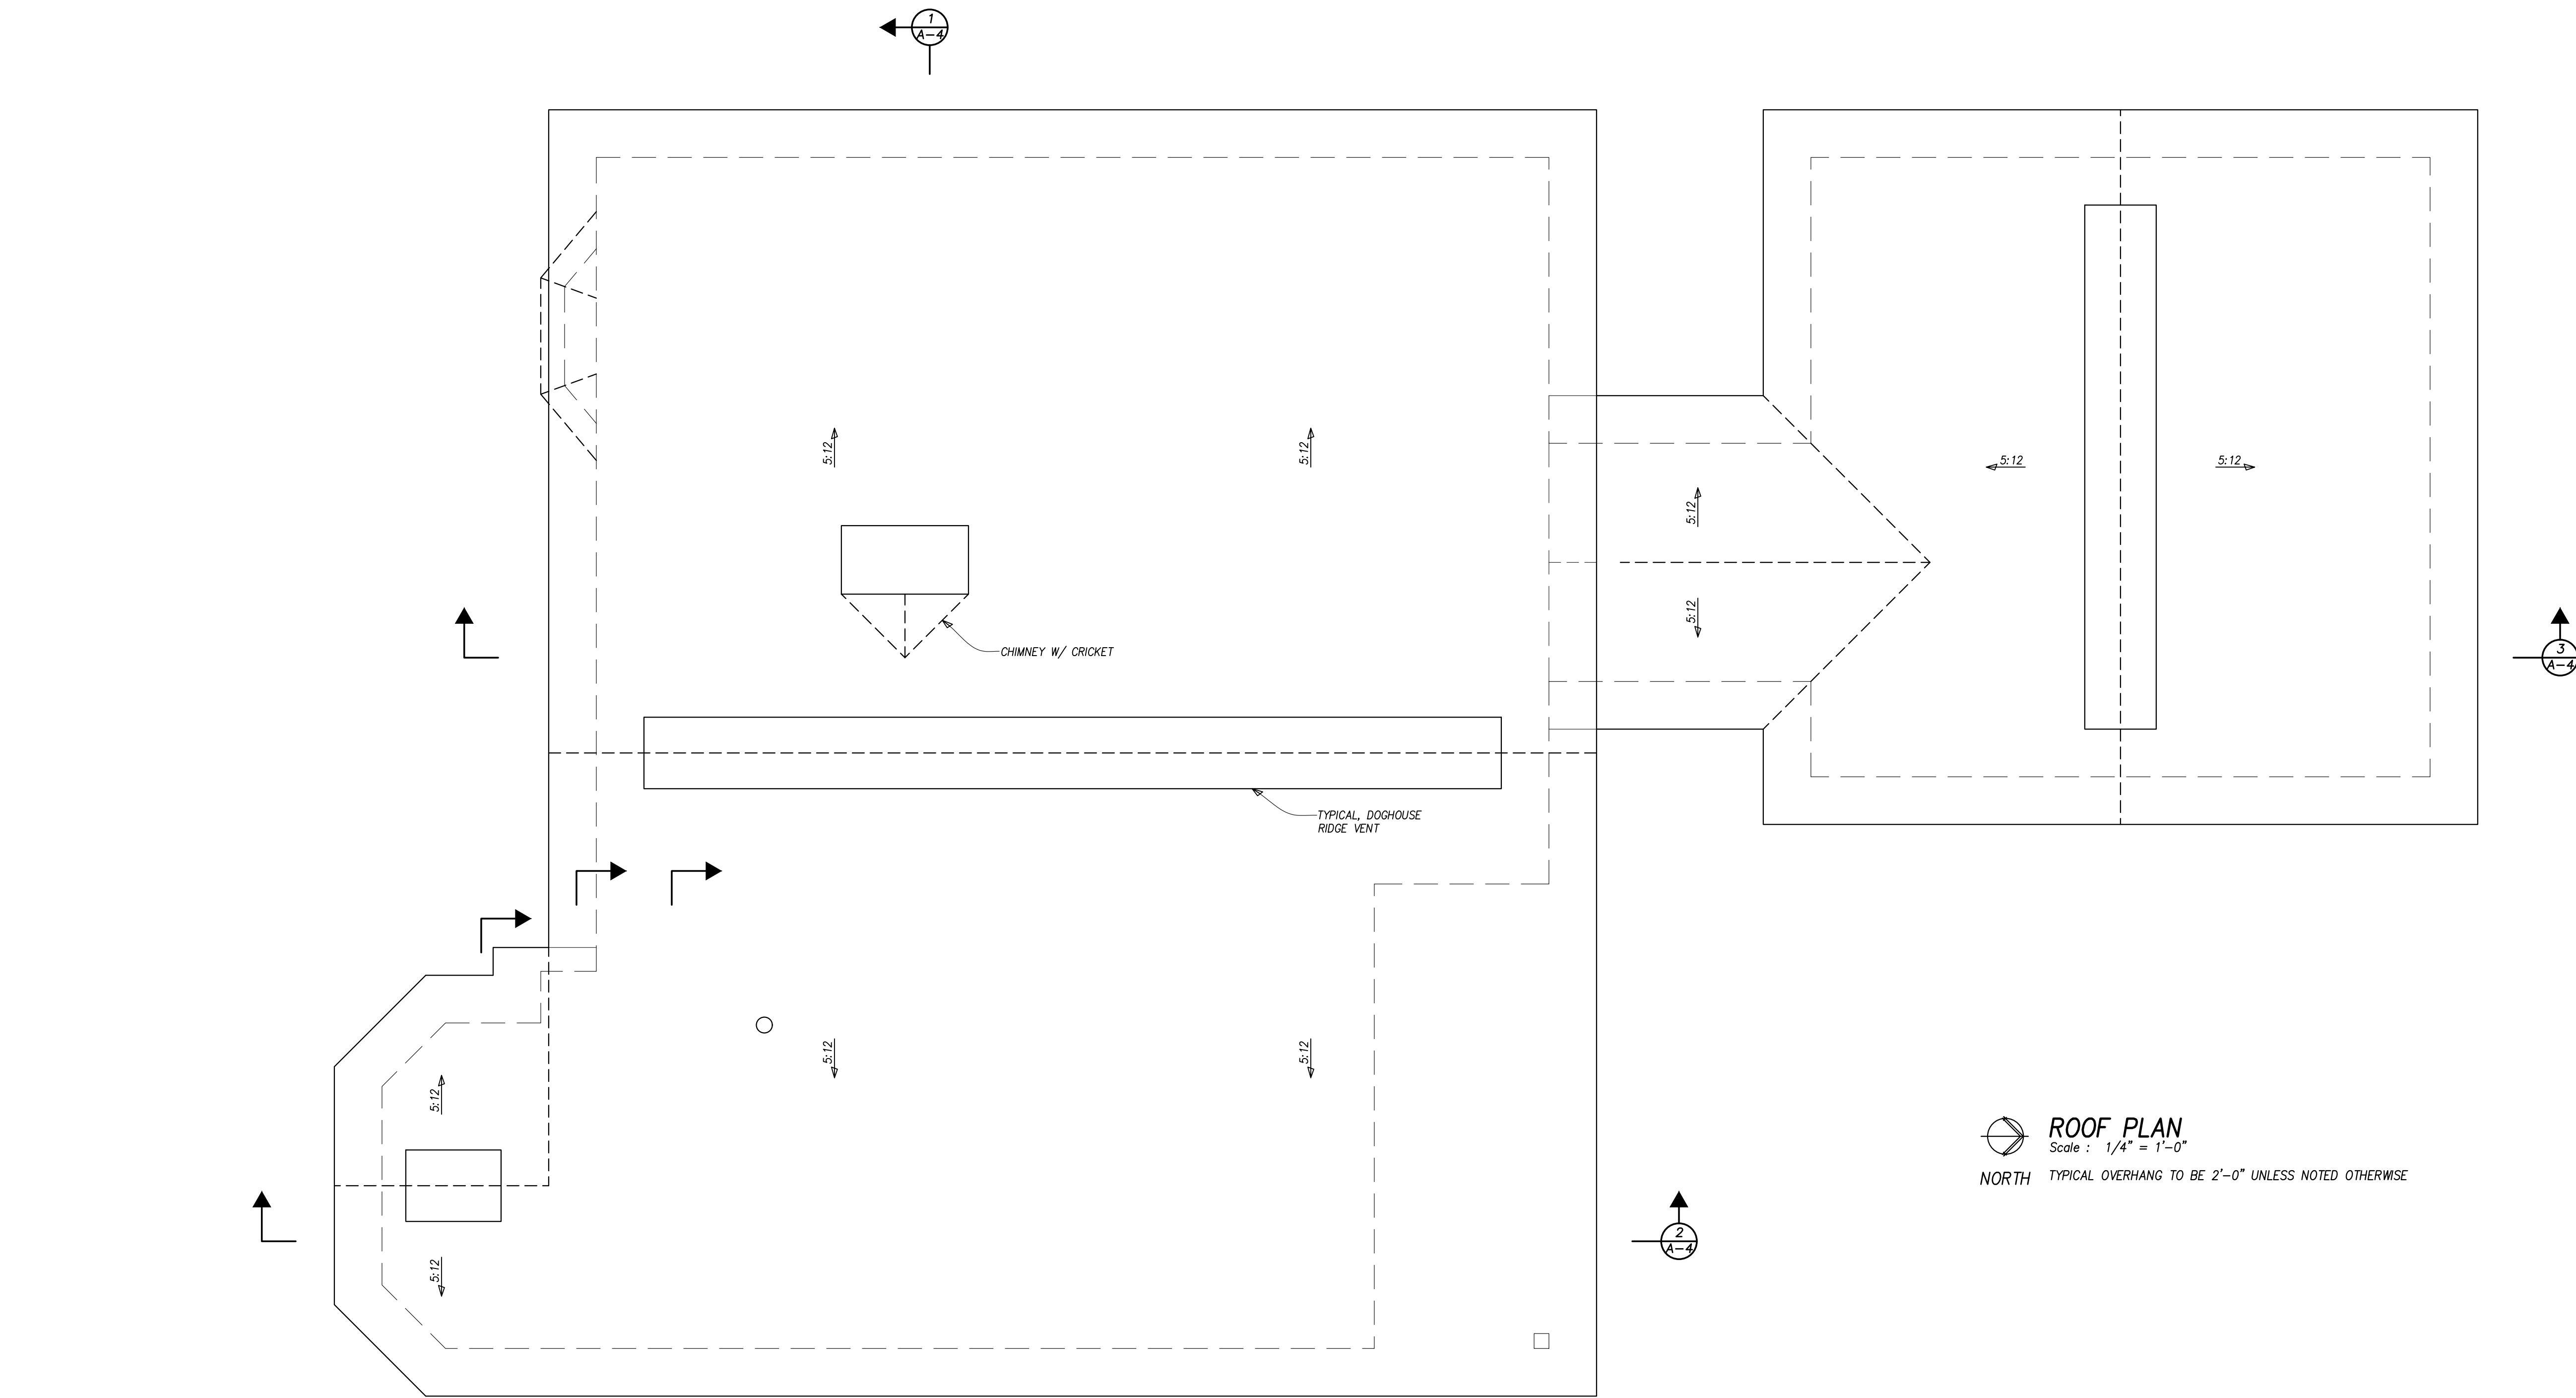 1
A-4
5:12
5:12
5:12
5:12
5:12
5:12
CHIMNEY W/ CRICKET
3
A-4
TYPICAL, DOGHOUSE
RIDGE VENT
5:12
5:12
5:12
5:12
2
A-4
ROOF PLAN
Scale : 1/4" = 1'-0"
NORTH
TYPICAL OVERHANG TO BE 2'-0" UNLESS NOTED OTHERWISE